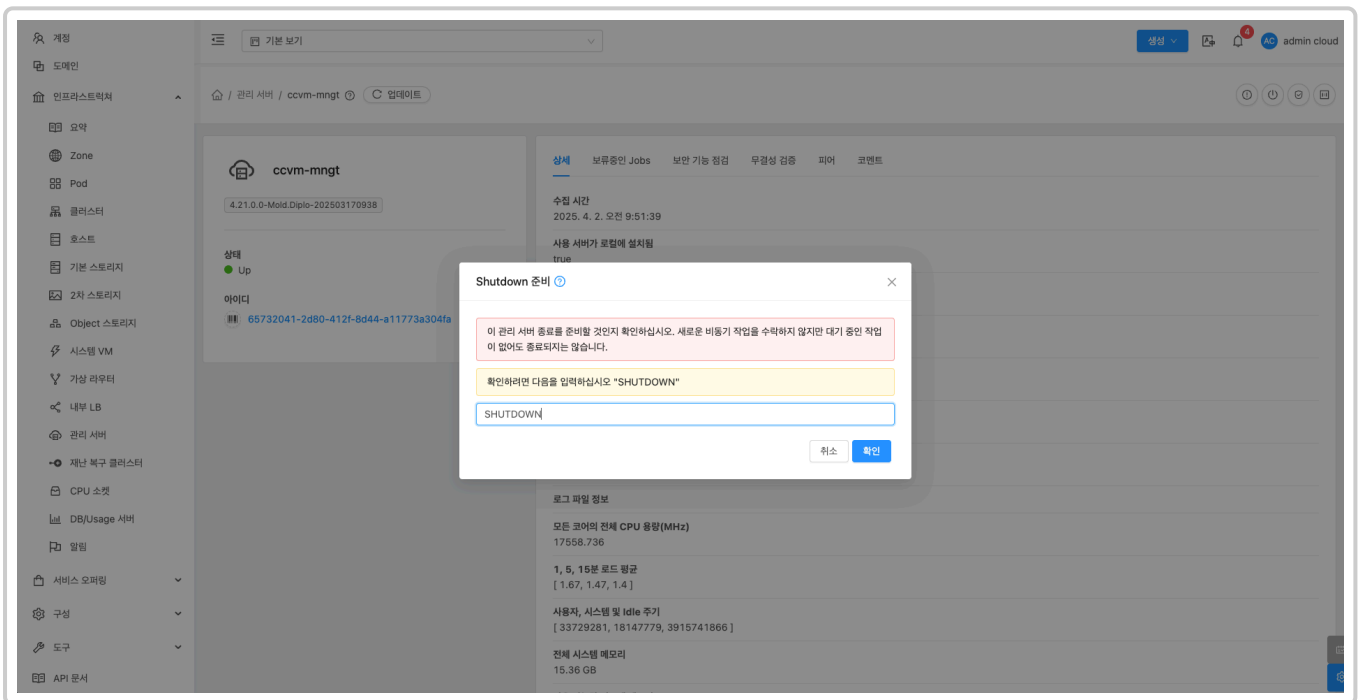 계정
도메인
인프라스트럭쳐
요약
Zone
Pod
클러스터
호스트
기본 스토리지
2차 스토리지
Object 스토리지
시스템 VM
가상 라우터
내부 LB
관리 서버
재난 복구 클러스터
CPU 소켓
DB/Usage 서버
알림
서비스 오퍼링
구성
도구
API 문서
기본 보기
생성
4
AC admin cloud
/ 관리 서버 / ccvm-mngt 업데이트
ccvm-mngt
4.21.0.0-Mold.Diplo-202503170938
상태
Up
아이디
65732041-2d80-412f-8d44-a11773a304fa
상세 보류중인 Jobs 보안 기능 점검 무결성 검증 피어 코멘트
수집 시간
2025. 4. 2. 오전 9:51:39
사용 서버가 로컬에 설치됨
true
Shutdown 준비
이 관리 서버 종료를 준비할 것인지 확인하십시오. 새로운 비동기 작업을 수락하지 않지만 대기 중인 작업
이 없어도 종료되지는 않습니다.
확인하려면 다음을 입력하십시오 "SHUTDOWN"
SHUTDOWN
취소 확인
로그 파일 정보
모든 코어의 전체 CPU 용량(MHz)
17558.736
1, 5, 15분 로드 평균
[ 1.67, 1.47, 1.4 ]
사용자, 시스템 및 Idle 주기
[ 33729281, 18147779, 3915741866 ]
전체 시스템 메모리
15.36 GB